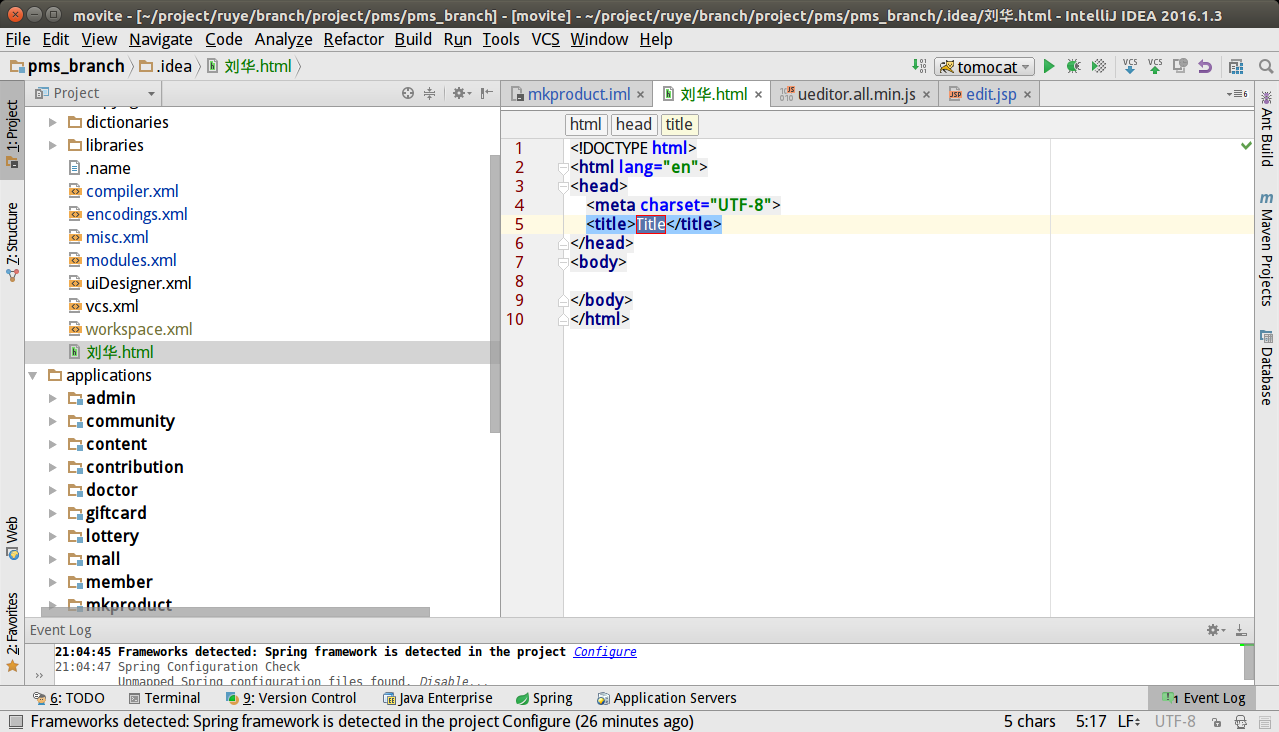 movite - [~/project/ruye/branch/project/pms/pms_branch] - [movite] - ~/project/ruye/branch/project/pms/pms_branch/.idea/刘华.html - IntelliJ IDEA 2016.1.3
File Edit View Navigate Code Analyze Refactor Build Run Tools VCS Window Help
pms_branch .idea 刘华.html tomocat VCS VCS
Project mkproduct.iml 刘华.html ueditor.all.min.js edit.jsp
html head title
dictionaries
libraries
.name
compiler.xml
encodings.xml
misc.xml
modules.xml
uiDesigner.xml
vcs.xml
workspace.xml
刘华.html
applications
admin
community
content
contribution
doctor
giftcard
lottery
mall
member
mkproduct
1 <!DOCTYPE html>
2 <html lang="en">
3 <head>
4 <meta charset="UTF-8">
5 <title>Title</title>
6 </head>
7 <body>
8
9 </body>
10 </html>
1: Project
7: Structure
Web
2: Favorites
Ant Build
Maven Projects
Database
Event Log
21:04:45 Frameworks detected: Spring framework is detected in the project Configure
21:04:47 Spring Configuration Check
Unmapped Spring configuration files found. Disable...
6: TODO Terminal 9: Version Control Java Enterprise Spring Application Servers 1 Event Log
Frameworks detected: Spring framework is detected in the project Configure (26 minutes ago) 5 chars 5:17 LF UTF-8